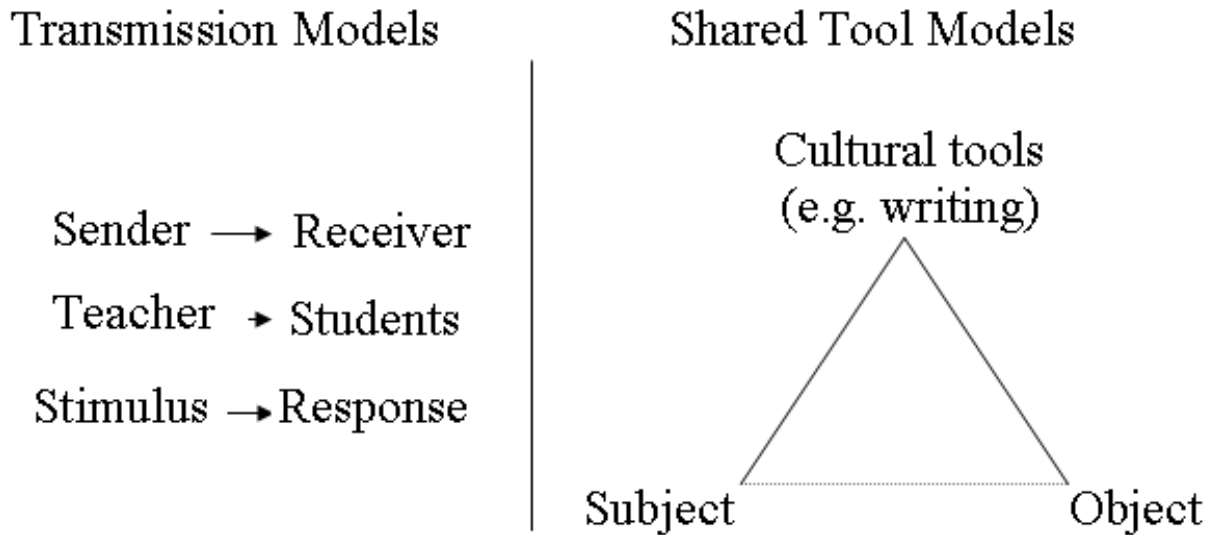 Transmission Models
Sender → Receiver
Teacher → Students
Stimulus → Response
Shared Tool Models
Cultural tools
(e.g. writing)
Subject
Object